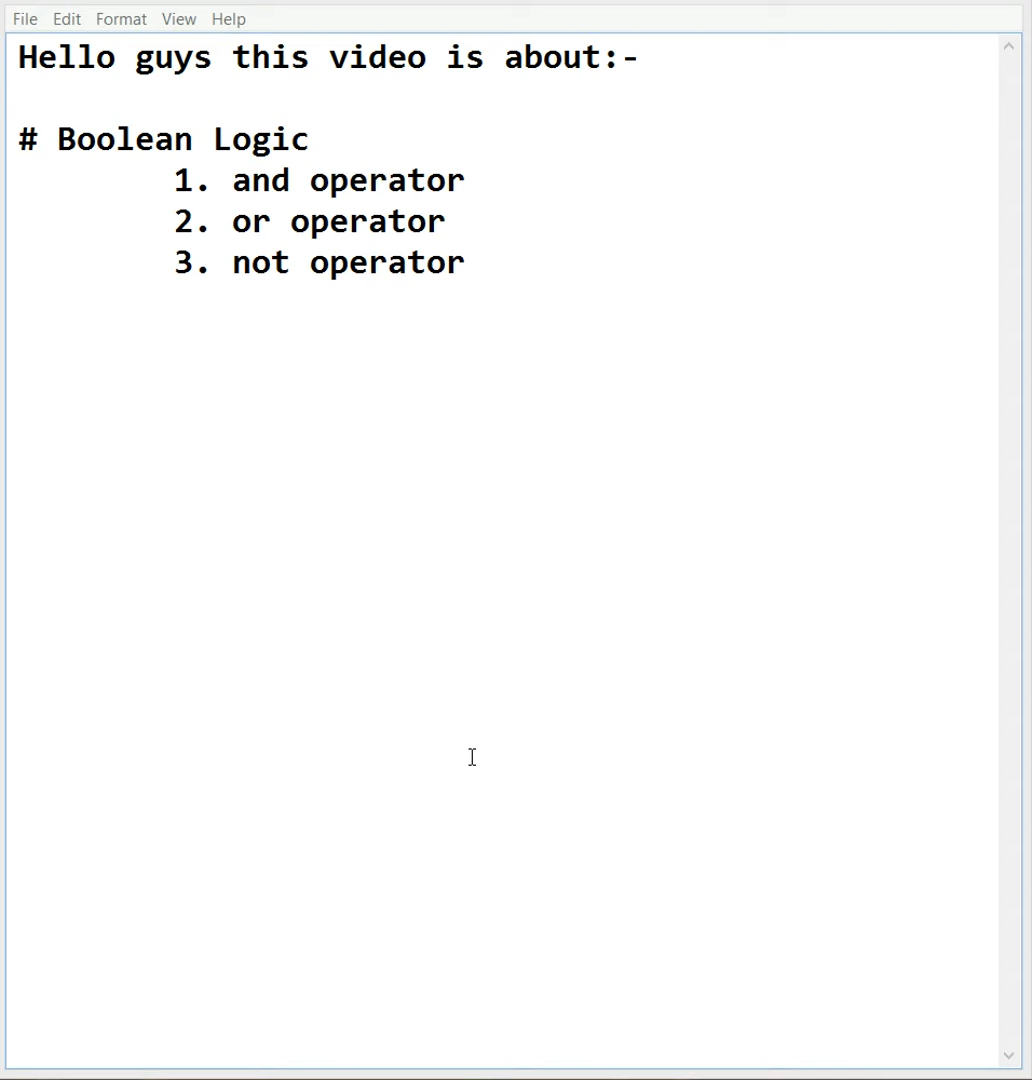 File Edit Format View Help
Hello guys this video is about:-
# Boolean Logic
1. and operator
2. or operator
3. not operator